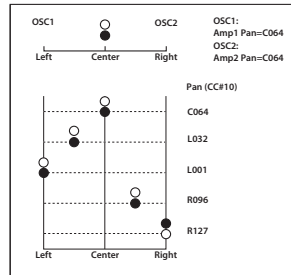 OSC1 OSC2 OSC1:
Amp1 Pan=C064
OSC2:
Amp2 Pan=C064
Left Center Right
Pan (CC#10)
C064
L032
L001
R096
R127
Left Center Right